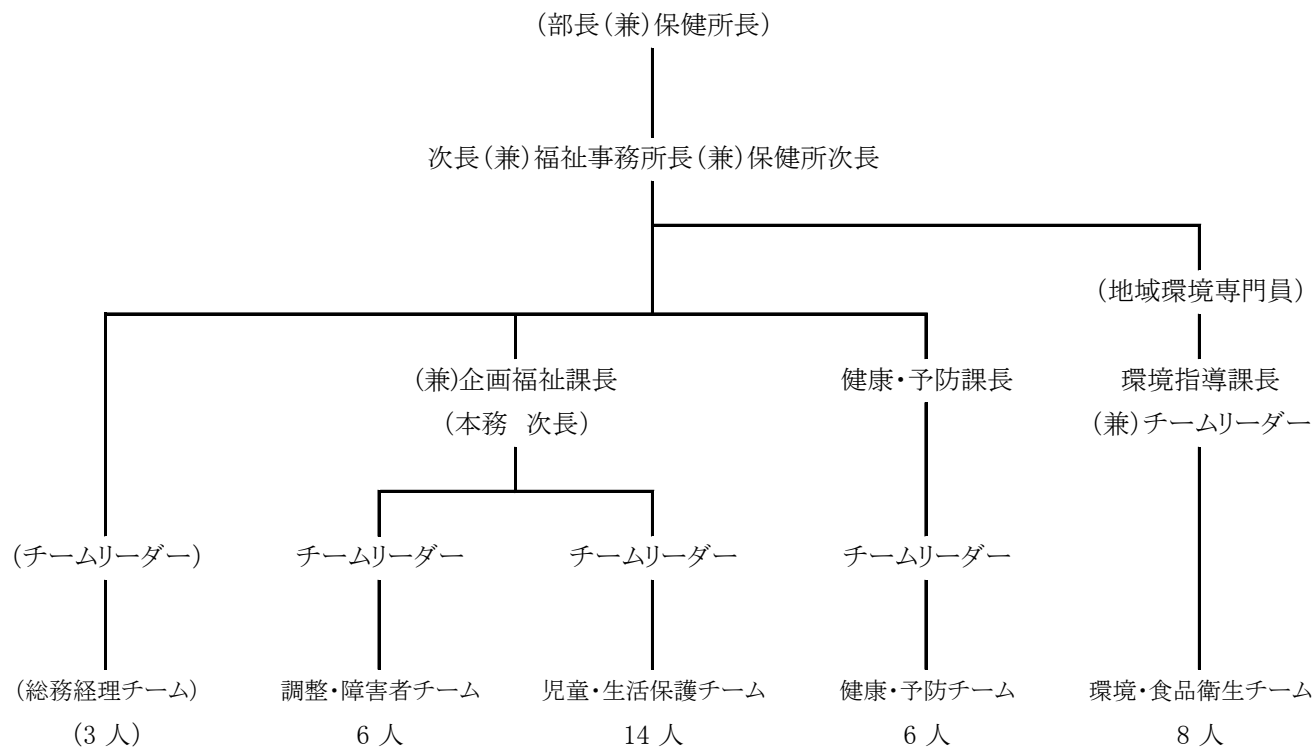 (部長(兼)保健所長)
次長(兼)福祉事務所長(兼)保健所次長
(地域環境専門員)
(兼)企画福祉課長
(本務 次長)
健康・予防課長
環境指導課長
(兼)チームリーダー
(チームリーダー)
チームリーダー
チームリーダー
チームリーダー
(総務経理チーム)
(3 人)
調整・障害者チーム
6 人
児童・生活保護チーム
14 人
健康・予防チーム
6 人
環境・食品衛生チーム
8 人